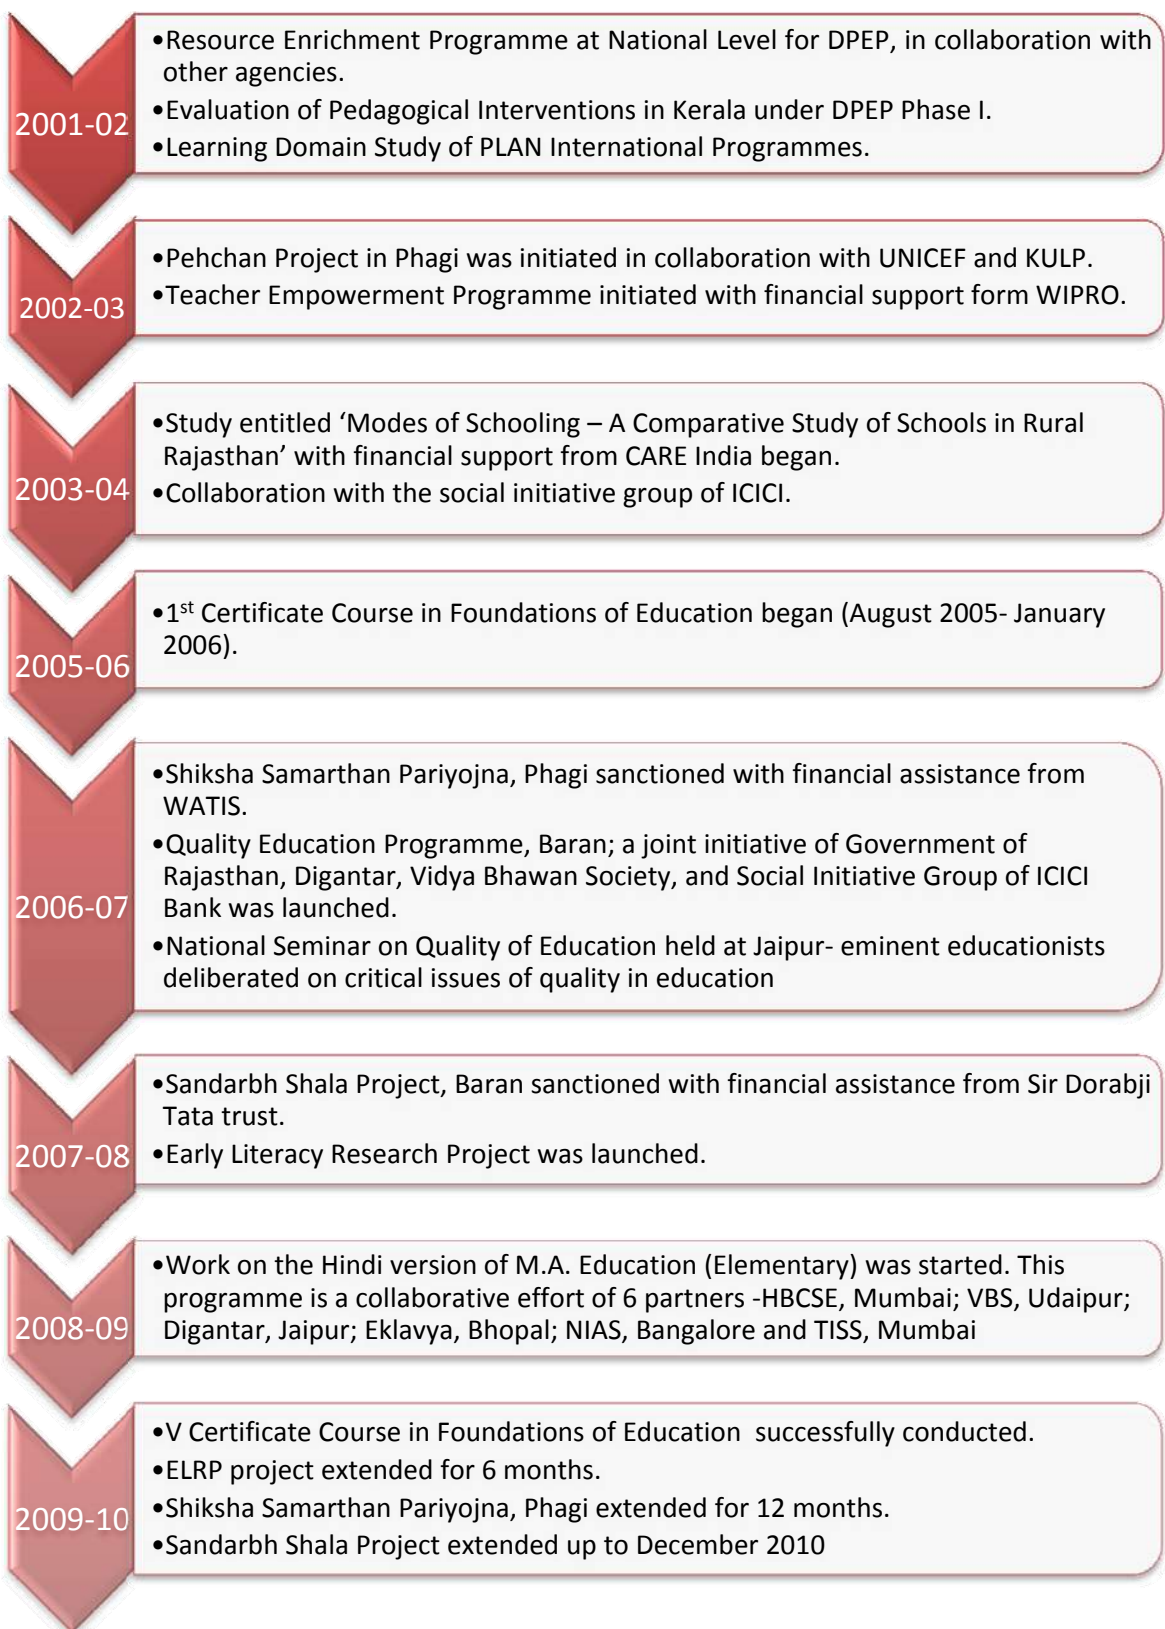 2001-02
•Resource Enrichment Programme at National Level for DPEP, in collaboration with
other agencies.
•Evaluation of Pedagogical Interventions in Kerala under DPEP Phase I.
•Learning Domain Study of PLAN International Programmes.
2002-03
•Pehchan Project in Phagi was initiated in collaboration with UNICEF and KULP.
•Teacher Empowerment Programme initiated with financial support form WIPRO.
2003-04
•Study entitled ‘Modes of Schooling – A Comparative Study of Schools in Rural
Rajasthan’ with financial support from CARE India began.
•Collaboration with the social initiative group of ICICI.
2005-06
•1st Certificate Course in Foundations of Education began (August 2005- January
2006).
2006-07
•Shiksha Samarthan Pariyojna, Phagi sanctioned with financial assistance from
WATIS.
•Quality Education Programme, Baran; a joint initiative of Government of
Rajasthan, Digantar, Vidya Bhawan Society, and Social Initiative Group of ICICI
Bank was launched.
•National Seminar on Quality of Education held at Jaipur- eminent educationists
deliberated on critical issues of quality in education
2007-08
•Sandarbh Shala Project, Baran sanctioned with financial assistance from Sir Dorabji
Tata trust.
•Early Literacy Research Project was launched.
2008-09
•Work on the Hindi version of M.A. Education (Elementary) was started. This
programme is a collaborative effort of 6 partners -HBCSE, Mumbai; VBS, Udaipur;
Digantar, Jaipur; Eklavya, Bhopal; NIAS, Bangalore and TISS, Mumbai
2009-10
•V Certificate Course in Foundations of Education  successfully conducted.
•ELRP project extended for 6 months.
•Shiksha Samarthan Pariyojna, Phagi extended for 12 months.
•Sandarbh Shala Project extended up to December 2010